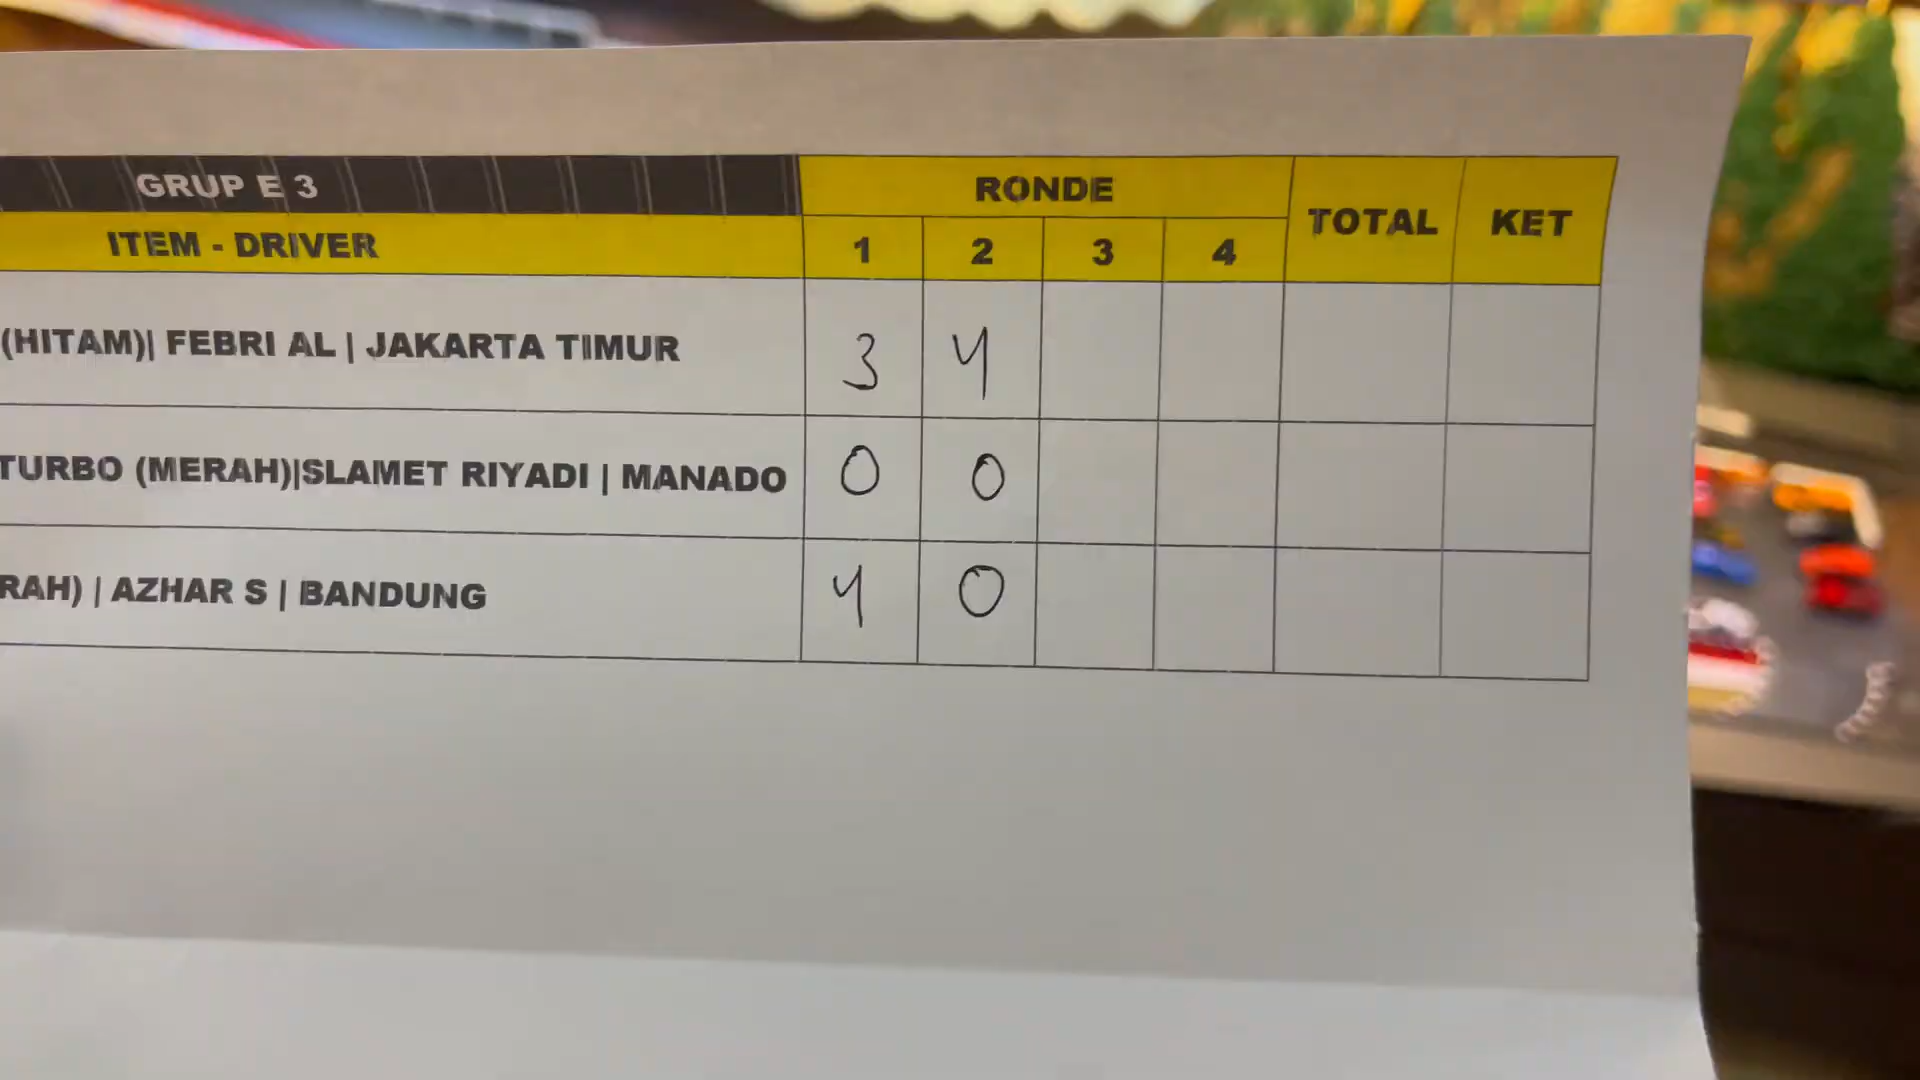 GRUP E 3 RONDE TOTAL KET
ITEM - DRIVER 1 2 3 4
(HITAM)| FEBRI AL | JAKARTA TIMUR 3 4
TURBO (MERAH)|SLAMET RIYADI | MANADO 0 0
RAH) | AZHAR S | BANDUNG 4 0